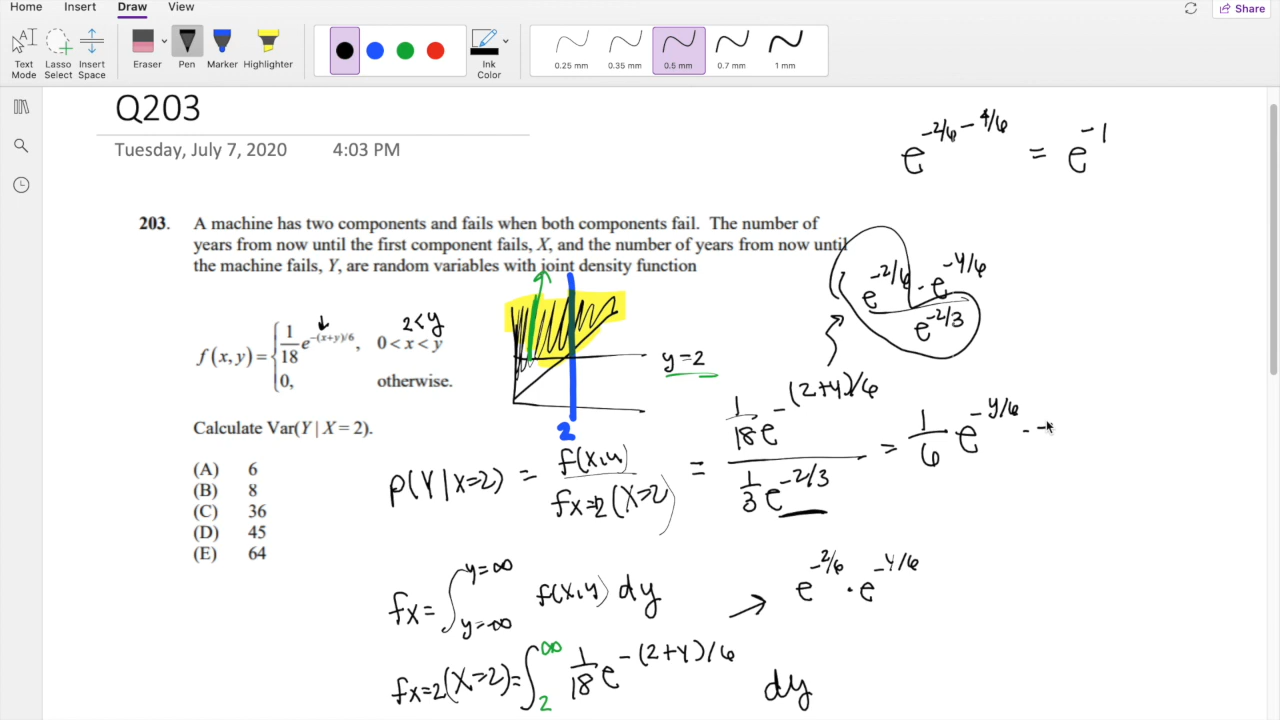 Home Insert Draw View Share
Text Mode
Lasso Select
Insert Space
Eraser
Pen
Marker
Highlighter
Ink Color
0.25 mm
0.35 mm
0.5 mm
0.7 mm
1 mm
Q203
Tuesday, July 7, 2020 4:03 PM
e^{-2/6 - 4/6} = e^{-1}
203. A machine has two components and fails when both components fail. The number of
years from now until the first component fails, X, and the number of years from now until
the machine fails, Y, are random variables with joint density function
f(x, y) = { 1/18 e^{-(x+y)/6}, 0 < x < y
0, otherwise.
2 < y
y = 2
2
e^{-2/6} · e^{-y/6}
e^{-2/3}
Calculate Var(Y | X = 2).
(A) 6
(B) 8
(C) 36
(D) 45
(E) 64
p(Y | x=2) = f(x,y) / fx=2(X=2) = 1/18 e^{-(2+y)/6} / 1/3 e^{-2/3} = 1/6 e^{-y/6}
fx = ∫_{y=-∞}^{y=∞} f(x,y) dy
→ e^{-2/6} · e^{-y/6}
fx=2(X=2) = ∫_2^∞ 1/18 e^{-(2+y)/6} dy